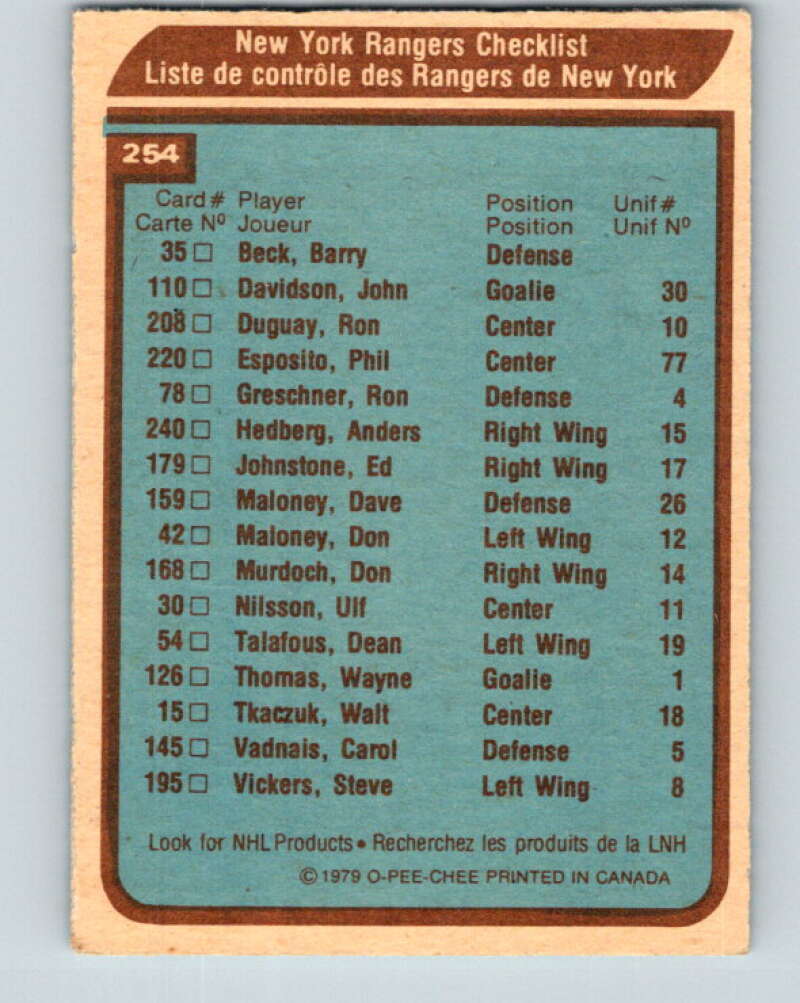 New York Rangers Checklist
Liste de contrôle des Rangers de New York
254
Card # Player Position Unif #
Carte Nº Joueur Position Unif Nº
35 □ Beck, Barry Defense
110 □ Davidson, John Goalie 30
208 □ Duguay, Ron Center 10
220 □ Esposito, Phil Center 77
78 □ Greschner, Ron Defense 4
240 □ Hedberg, Anders Right Wing 15
179 □ Johnstone, Ed Right Wing 17
159 □ Maloney, Dave Defense 26
42 □ Maloney, Don Left Wing 12
168 □ Murdoch, Don Right Wing 14
30 □ Nilsson, Ulf Center 11
54 □ Talafous, Dean Left Wing 19
126 □ Thomas, Wayne Goalie 1
15 □ Tkaczuk, Walt Center 18
145 □ Vadnais, Carol Defense 5
195 □ Vickers, Steve Left Wing 8
Look for NHL Products • Recherchez les produits de la LNH
© 1979 O-PEE-CHEE PRINTED IN CANADA